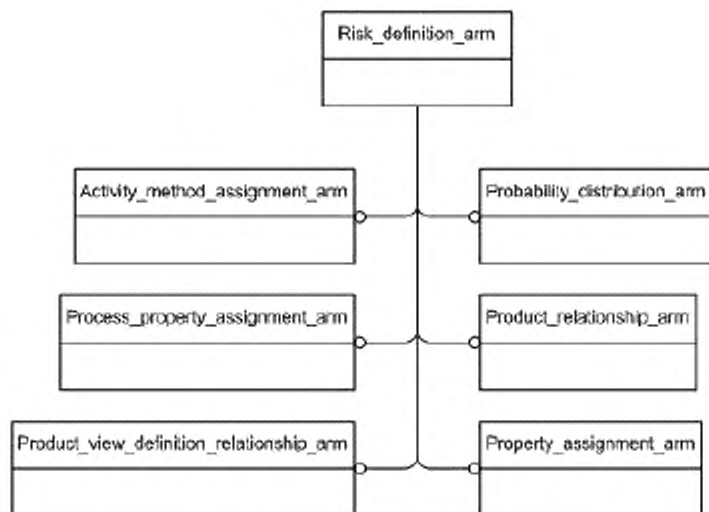 Risk_definition_arm
Activity_method_assignment_arm
Probability_distribution_arm
Process_property_assignment_arm
Product_relationship_arm
Product_view_definition_relationship_arm
Property_assignment_arm